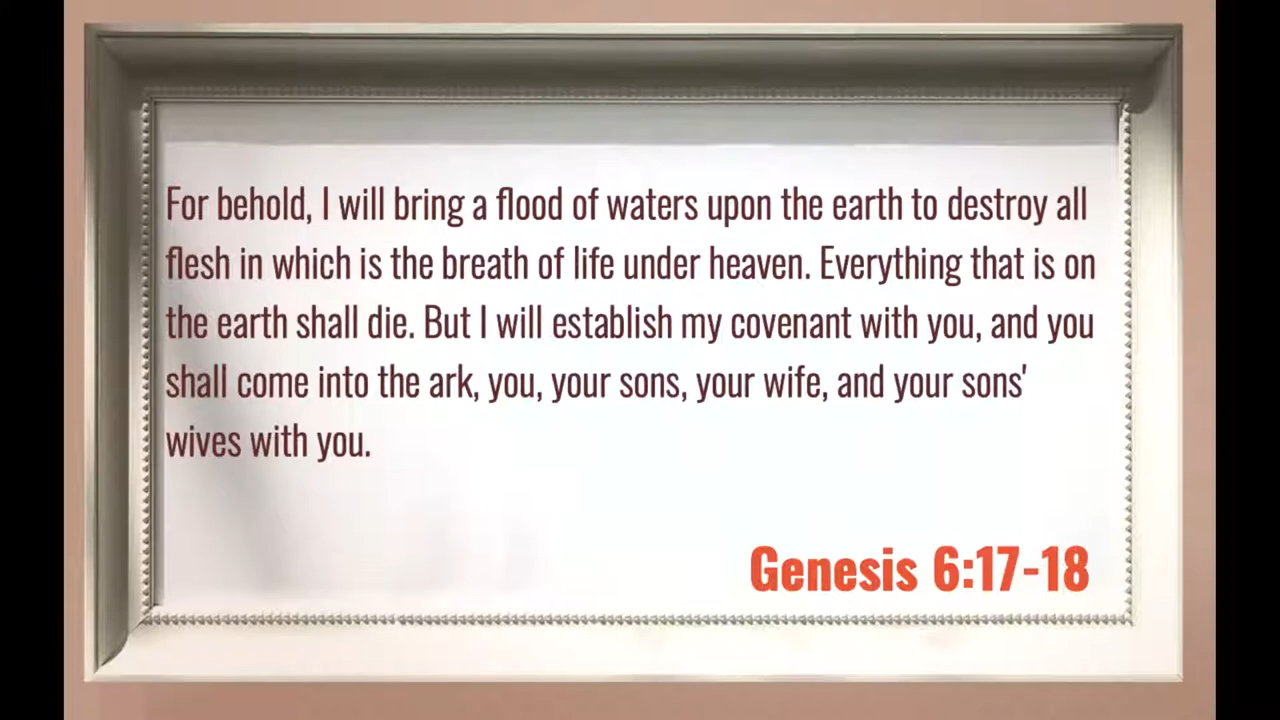 For behold, I will bring a flood of waters upon the earth to destroy all
flesh in which is the breath of life under heaven. Everything that is on
the earth shall die. But I will establish my covenant with you, and you
shall come into the ark, you, your sons, your wife, and your sons'
wives with you.
Genesis 6:17-18